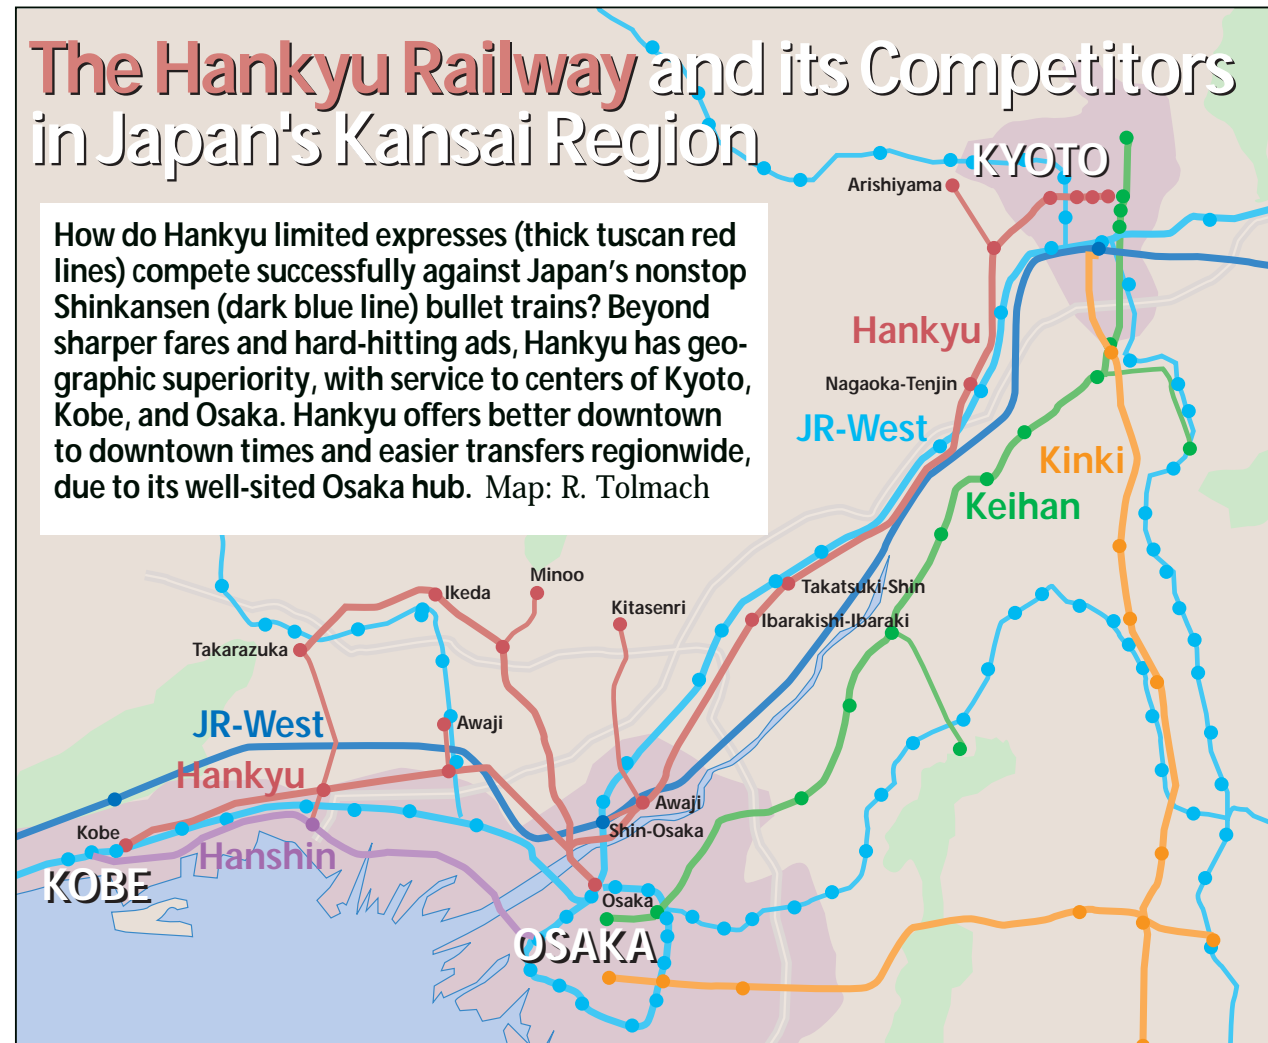 The Hankyu Railway and its Competitors
in Japan's Kansai Region
How do Hankyu limited expresses (thick tuscan red
lines) compete successfully against Japan's nonstop
Shinkansen (dark blue line) bullet trains? Beyond
sharper fares and hard-hitting ads, Hankyu has geo-
graphic superiority, with service to centers of Kyoto,
Kobe, and Osaka. Hankyu offers better downtown
to downtown times and easier transfers regionwide,
due to its well-sited Osaka hub. Map: R. Tolmach
KYOTO
Arishiyama
Hankyu
Nagaoka-Tenjin
JR-West
Kinki
Keihan
Takatsuki-Shin
Ibarakishi-Ibaraki
Minoo
Ikeda
Kitasenri
Takarazuka
JR-West
Awaji
Hankyu
Awaji
Shin-Osaka
Kobe
Hanshin
KOBE
Osaka
OSAKA